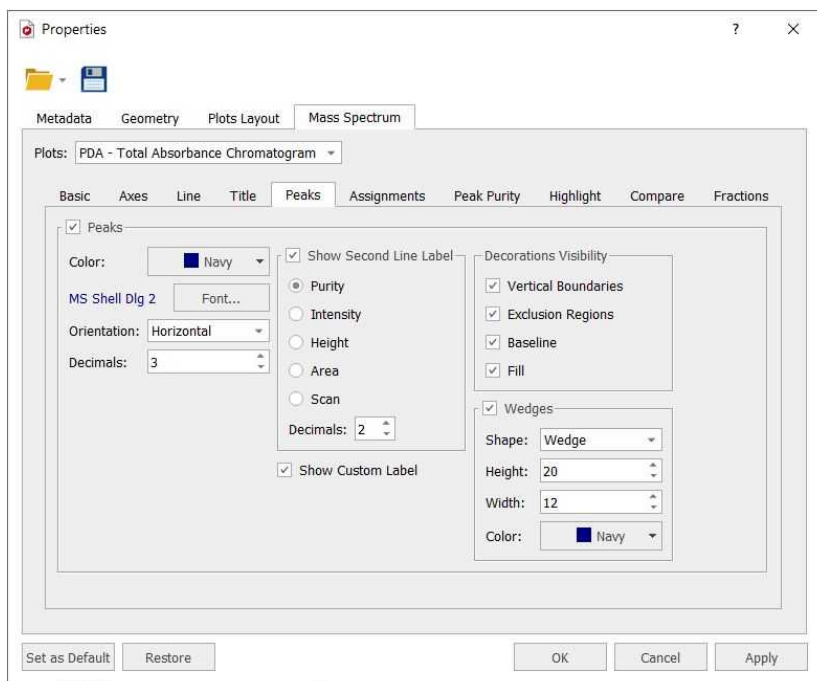 Properties
?
Metadata Geometry Plots Layout Mass Spectrum
Plots: PDA - Total Absorbance Chromatogram
Basic Axes Line Title Peaks Assignments Peak Purity Highlight Compare Fractions
Peaks
Color: Navy
MS Shell Dlg 2 Font...
Orientation: Horizontal
Decimals: 3
Show Second Line Label
Purity
Intensity
Height
Area
Scan
Decimals: 2
Show Custom Label
Decorations Visibility
Vertical Boundaries
Exclusion Regions
Baseline
Fill
Wedges
Shape: Wedge
Height: 20
Width: 12
Color: Navy
Set as Default Restore OK Cancel Apply